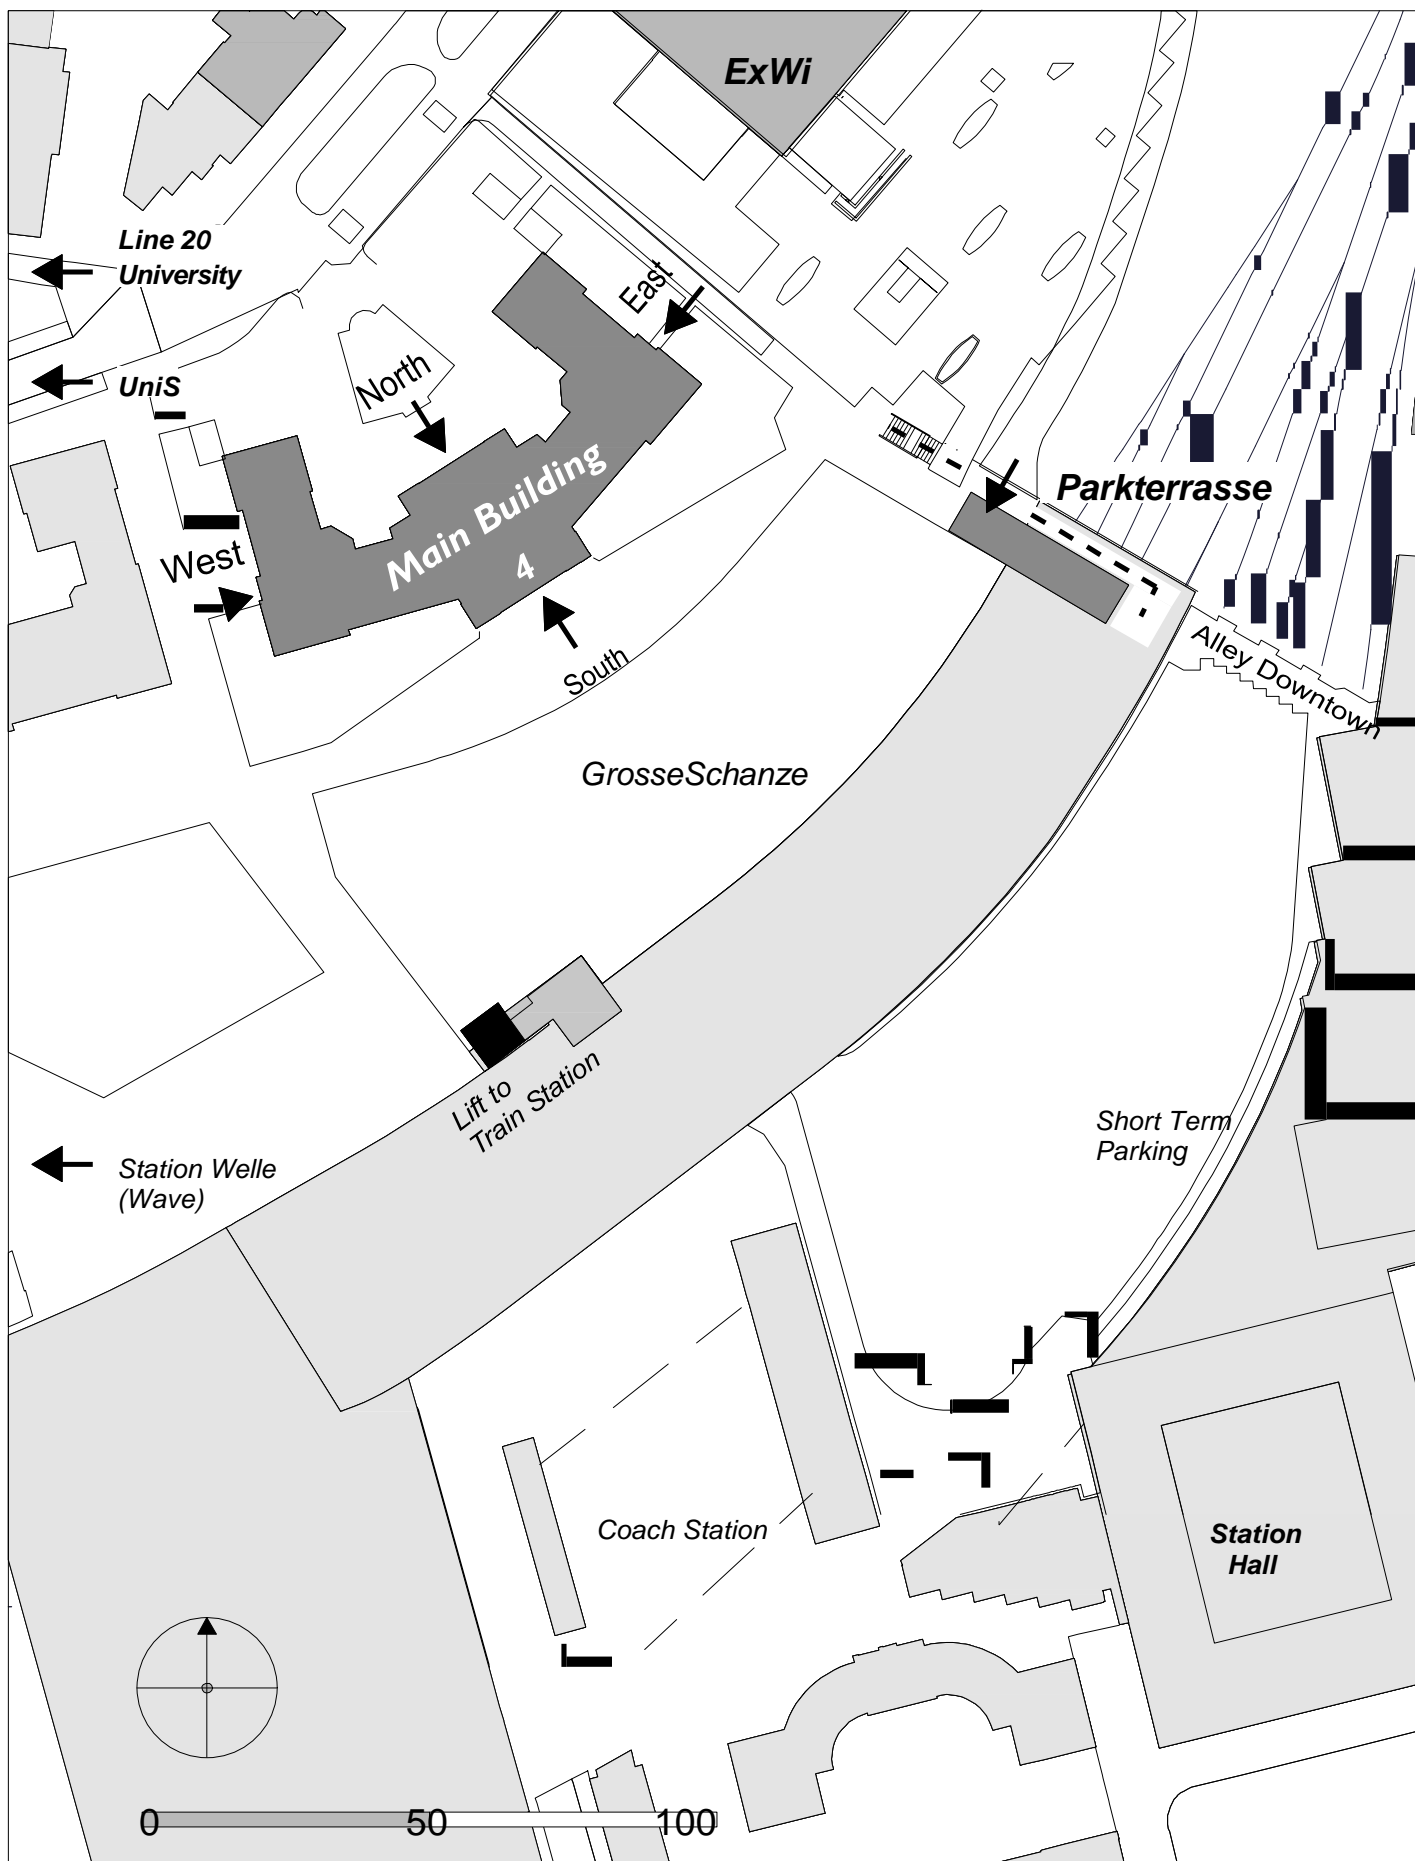 ExWi
Line 20
University
East
North
UniS
Main Building
4
Parkterrasse
West
South
Alley Downtown
GrosseSchanze
Lift to
Train Station
Short Term
Parking
Station Welle
(Wave)
Coach Station
Station
Hall
0 50 100